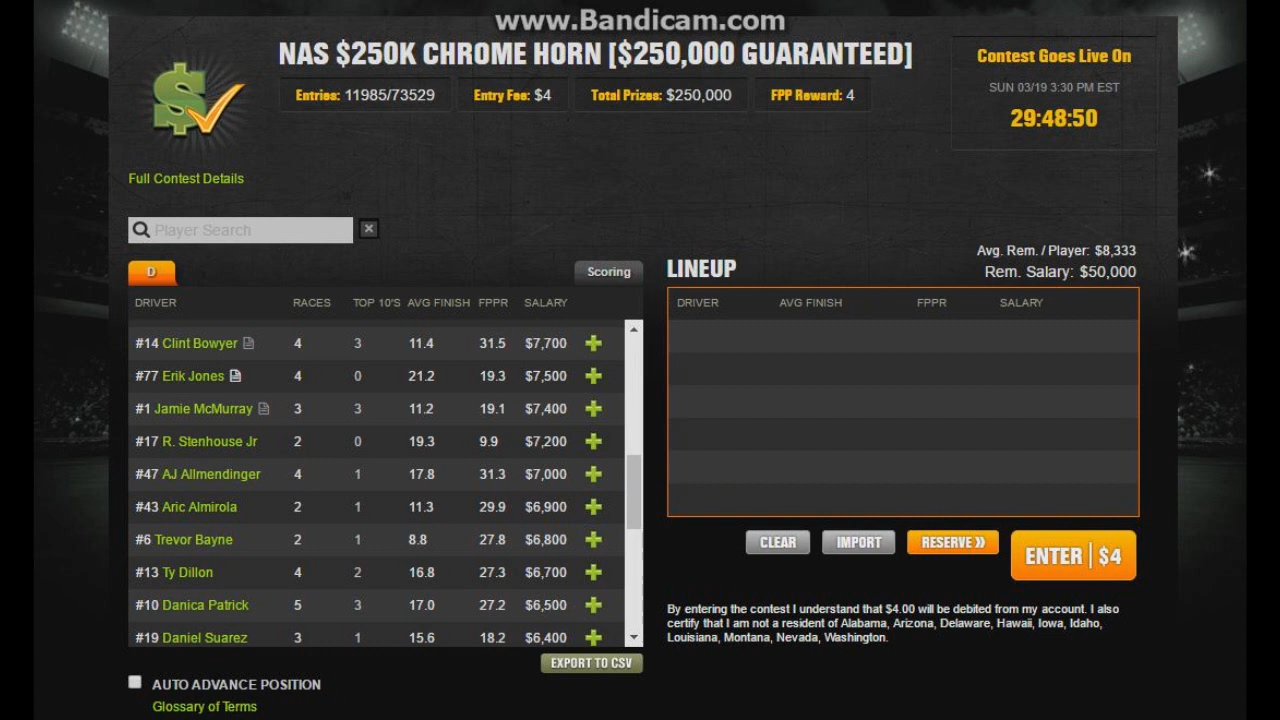 www.Bandicam.com
NAS $250K CHROME HORN [$250,000 GUARANTEED]
Entries: 11985/73529 Entry Fee: $4 Total Prizes: $250,000 FPP Reward: 4
Contest Goes Live On
SUN 03/19 3:30 PM EST
29:48:50
Full Contest Details
Player Search
Avg. Rem. / Player: $8,333
Rem. Salary: $50,000
D Scoring
LINEUP
DRIVER RACES TOP 10'S AVG FINISH FPPR SALARY
#14 Clint Bowyer 4 3 11.4 31.5 $7,700
#77 Erik Jones 4 0 21.2 19.3 $7,500
#1 Jamie McMurray 3 3 11.2 19.1 $7,400
#17 R. Stenhouse Jr 2 0 19.3 9.9 $7,200
#47 AJ Allmendinger 4 1 17.8 31.3 $7,000
#43 Aric Almirola 2 1 11.3 29.9 $6,900
#6 Trevor Bayne 2 1 8.8 27.8 $6,800
#13 Ty Dillon 4 2 16.8 27.3 $6,700
#10 Danica Patrick 5 3 17.0 27.2 $6,500
#19 Daniel Suarez 3 1 15.6 18.2 $6,400
EXPORT TO CSV
AUTO ADVANCE POSITION
Glossary of Terms
DRIVER AVG FINISH FPPR SALARY
CLEAR IMPORT RESERVE » ENTER | $4
By entering the contest I understand that $4.00 will be debited from my account. I also
certify that I am not a resident of Alabama, Arizona, Delaware, Hawaii, Iowa, Idaho,
Louisiana, Montana, Nevada, Washington.